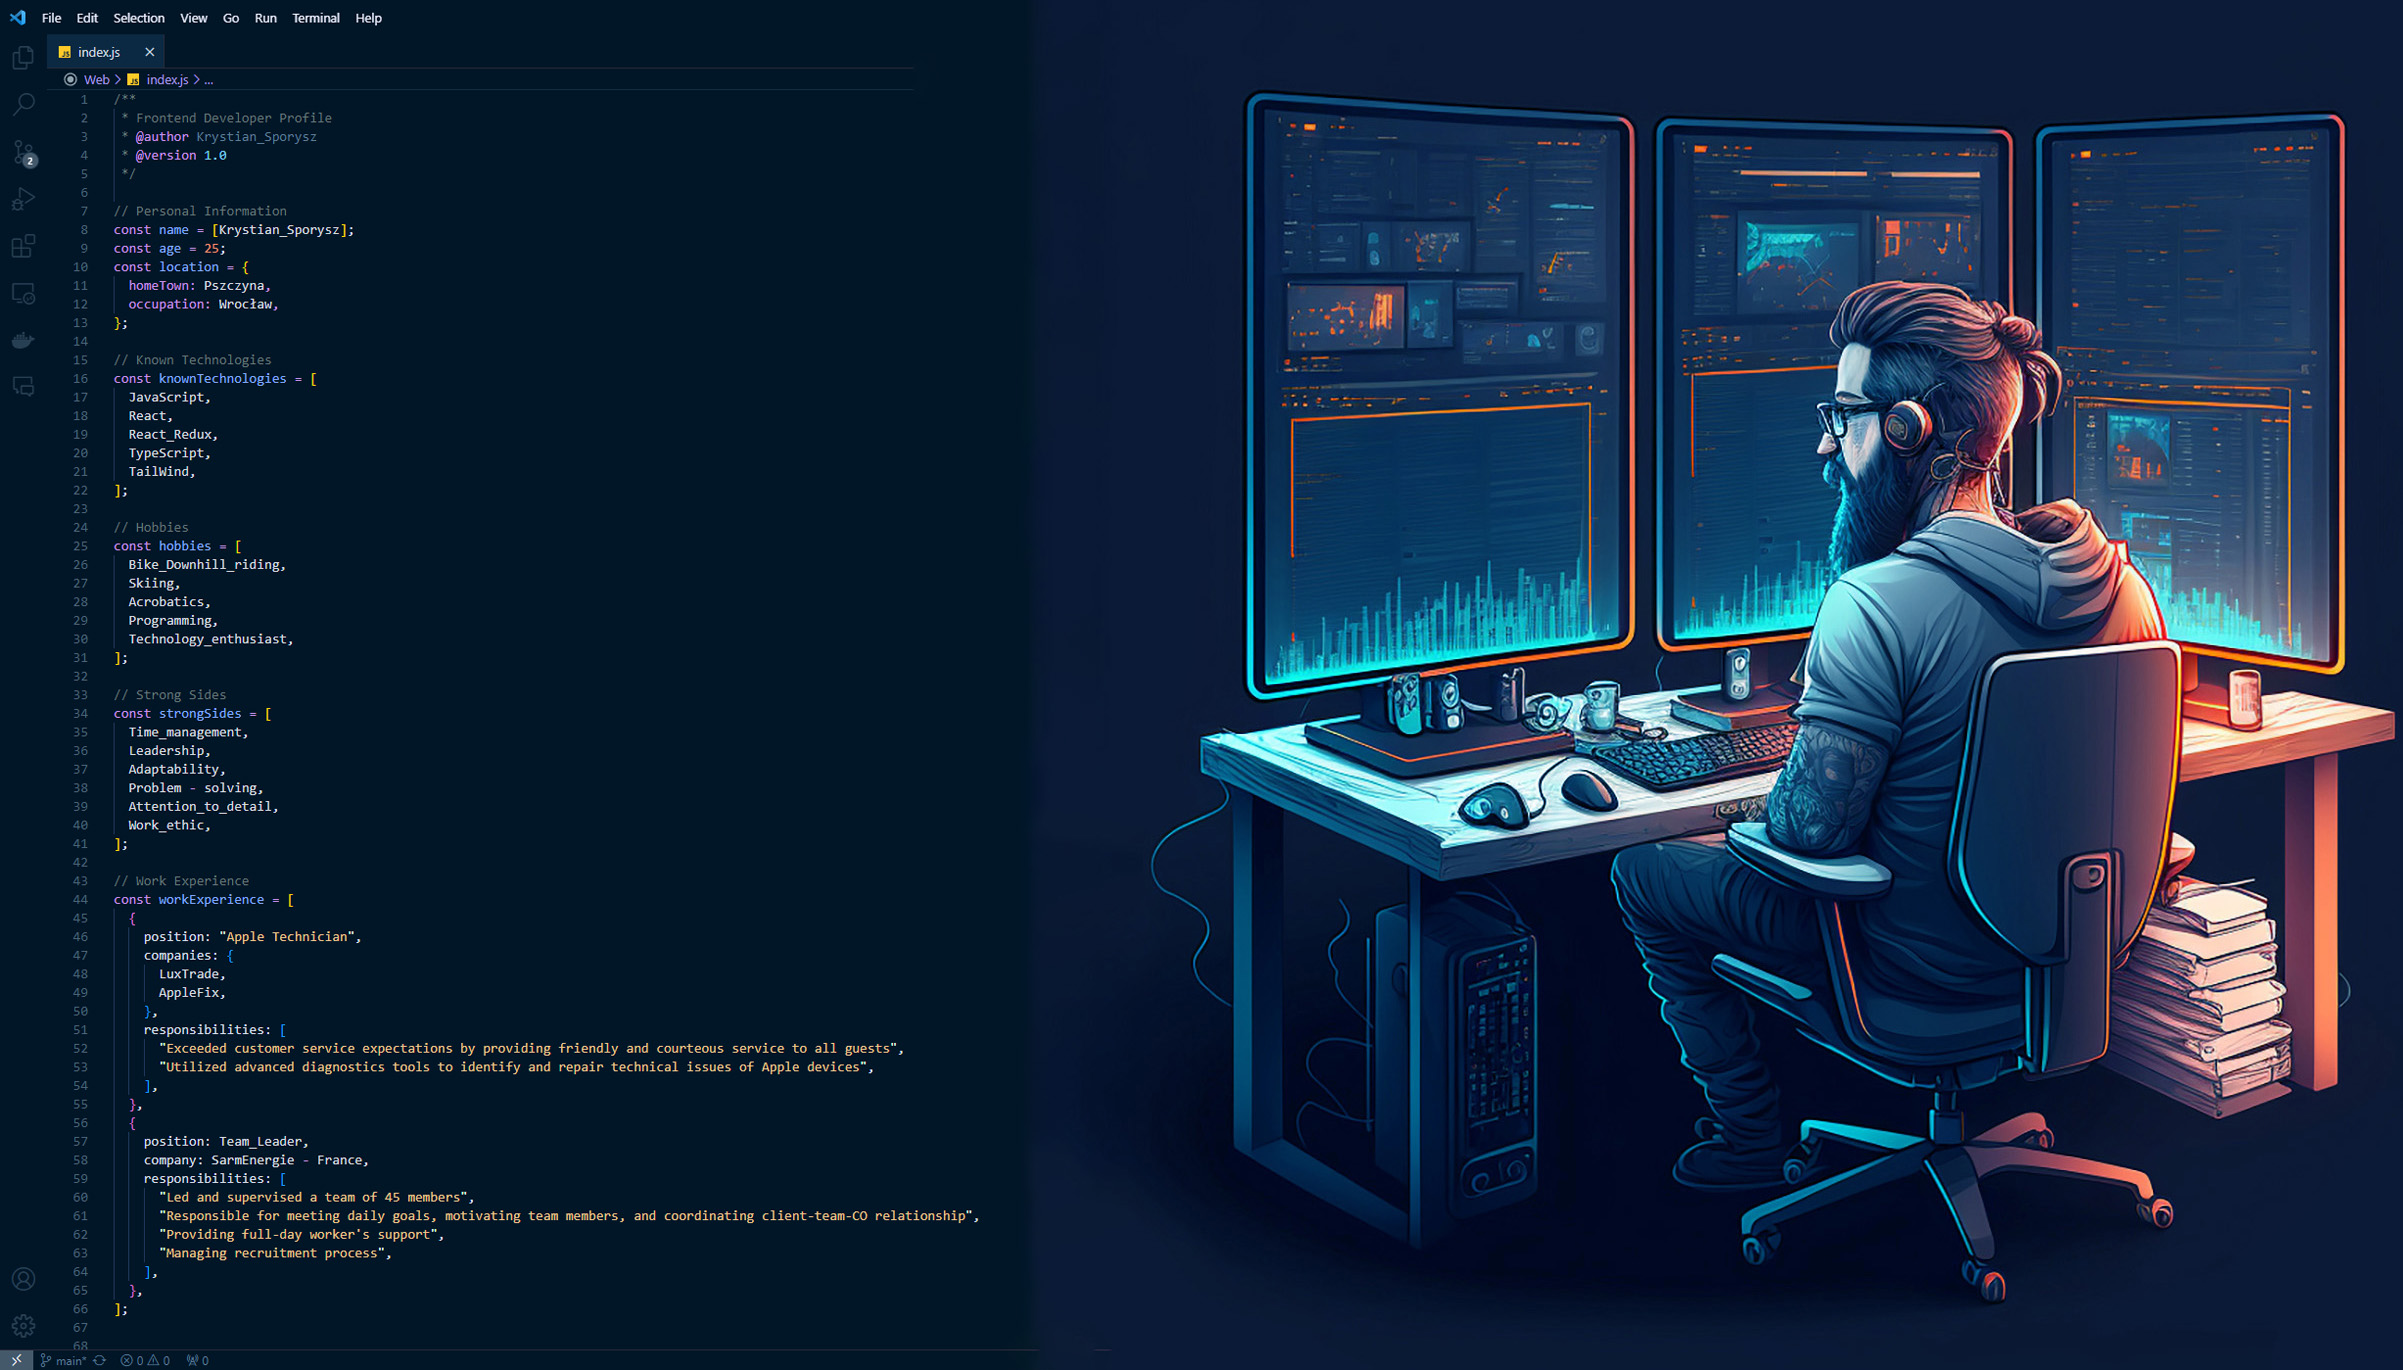 File Edit Selection View Go Run Terminal Help
index.js
Web > index.js > ...
1 /**
2 * Frontend Developer Profile
3 * @author Krystian_Sporysz
4 * @version 1.0
5 */
6
7 // Personal Information
8 const name = [Krystian_Sporysz];
9 const age = 25;
10 const location = {
11 homeTown: Pszczyna,
12 occupation: Wrocław,
13 };
14
15 // Known Technologies
16 const knownTechnologies = [
17 JavaScript,
18 React,
19 React_Redux,
20 TypeScript,
21 TailWind,
22 ];
23
24 // Hobbies
25 const hobbies = [
26 Bike_Downhill_riding,
27 Skiing,
28 Acrobatics,
29 Programming,
30 Technology_enthusiast,
31 ];
32
33 // Strong Sides
34 const strongSides = [
35 Time_management,
36 Leadership,
37 Adaptability,
38 Problem - solving,
39 Attention_to_detail,
40 Work_ethic,
41 ];
42
43 // Work Experience
44 const workExperience = [
45 {
46 position: "Apple Technician",
47 companies: {
48 LuxTrade,
49 AppleFix,
50 },
51 responsibilities: [
52 "Exceeded customer service expectations by providing friendly and courteous service to all guests",
53 "Utilized advanced diagnostics tools to identify and repair technical issues of Apple devices",
54 ],
55 },
56 {
57 position: Team_Leader,
58 company: SarmEnergie - France,
59 responsibilities: [
60 "Led and supervised a team of 45 members",
61 "Responsible for meeting daily goals, motivating team members, and coordinating client-team-CO relationship",
62 "Providing full-day worker's support",
63 "Managing recruitment process",
64 ],
65 },
66 ];
67
68
2
main* 0 0 0